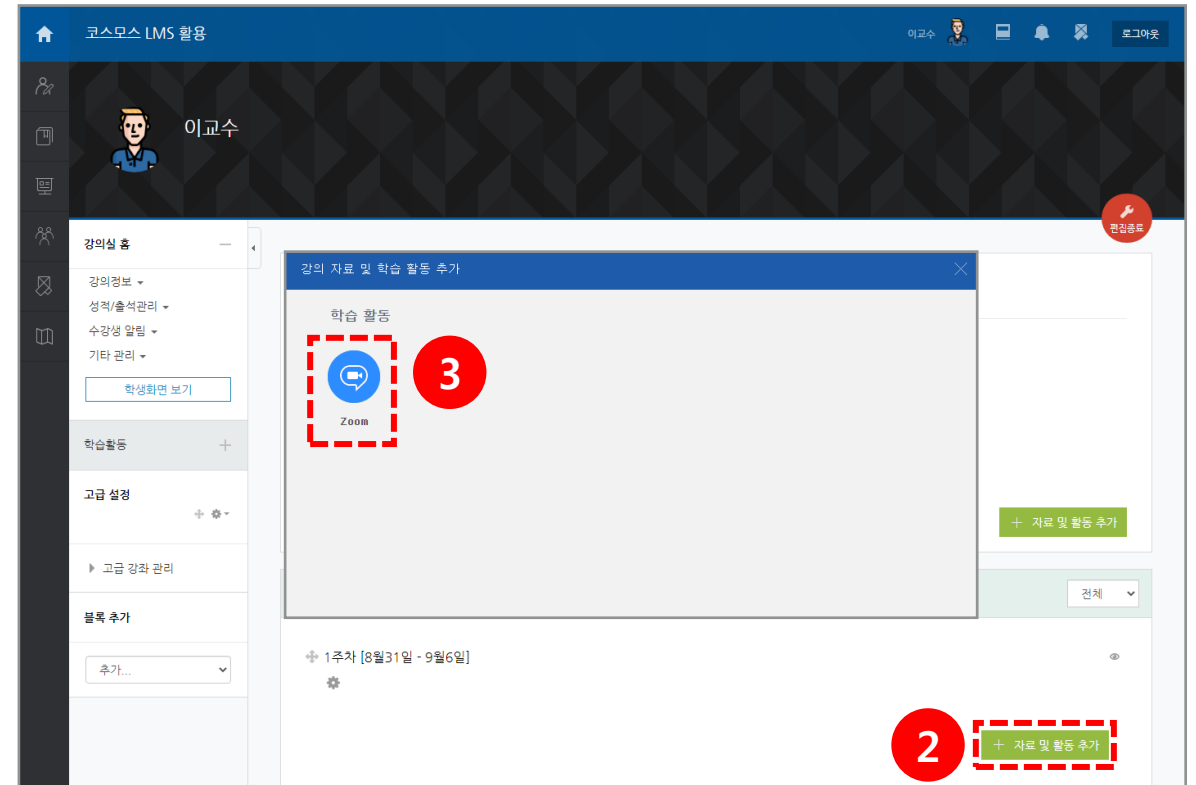 코스모스 LMS 활용
이교수
로그아웃
이교수
편집종료
강의실 홈
강의정보
성적/출석관리
수강생 알림
기타 관리
학생화면 보기
학습활동
고급 설정
고급 강좌 관리
블록 추가
추가...
강의 자료 및 학습 활동 추가
학습 활동
Zoom
3
+ 자료 및 활동 추가
전체
1주차 [8월31일 - 9월6일]
2
+ 자료 및 활동 추가